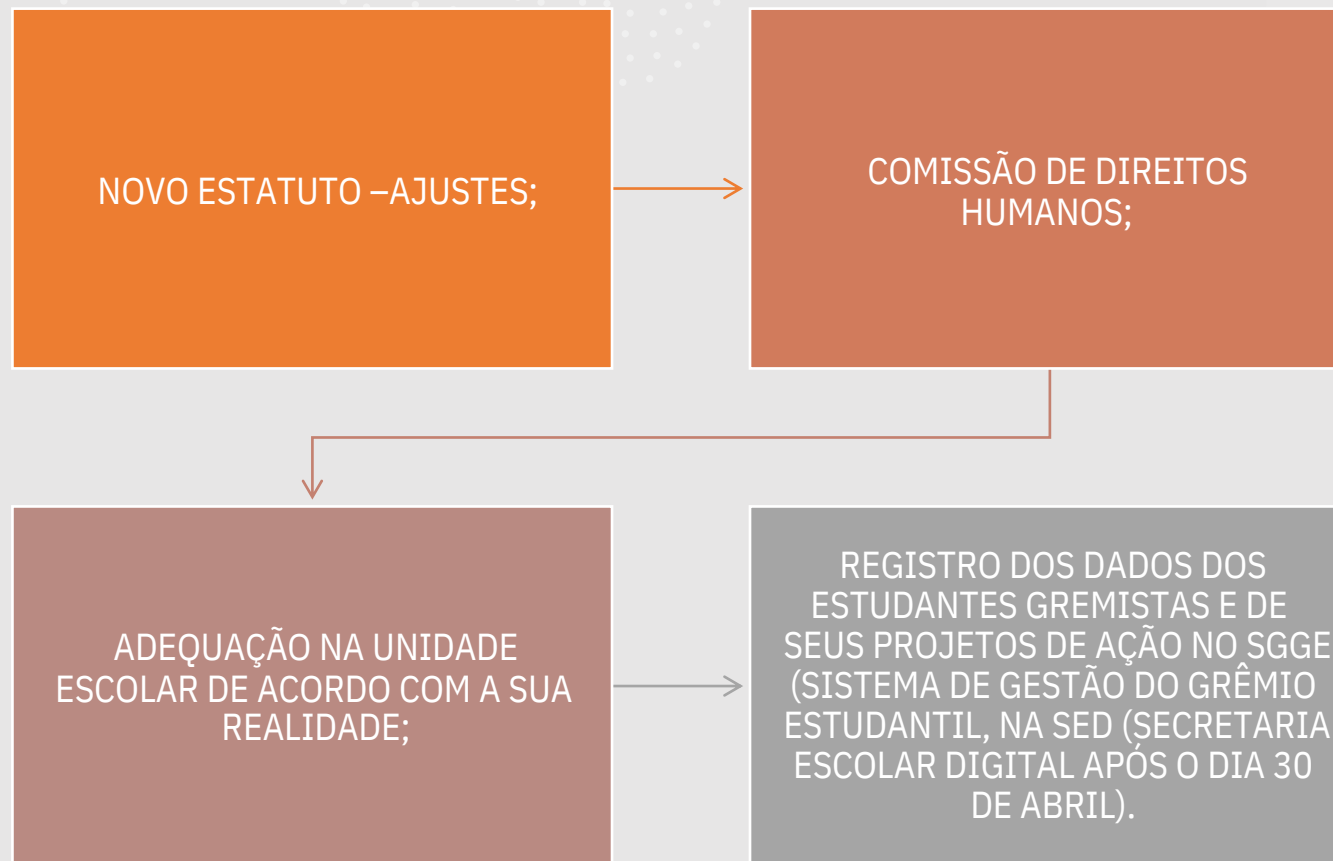 NOVO ESTATUTO –AJUSTES;
COMISSÃO DE DIREITOS
HUMANOS;
ADEQUAÇÃO NA UNIDADE
ESCOLAR DE ACORDO COM A SUA
REALIDADE;
REGISTRO DOS DADOS DOS
ESTUDANTES GREMISTAS E DE
SEUS PROJETOS DE AÇÃO NO SGGE
(SISTEMA DE GESTÃO DO GRÊMIO
ESTUDANTIL, NA SED (SECRETARIA
ESCOLAR DIGITAL APÓS O DIA 30
DE ABRIL).